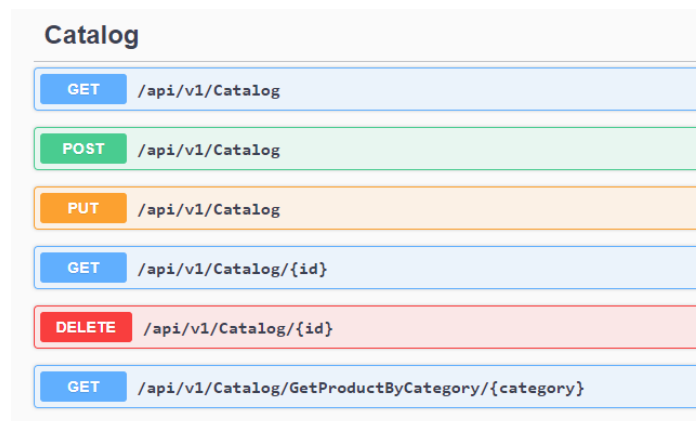 Catalog
GET /api/v1/Catalog
POST /api/v1/Catalog
PUT /api/v1/Catalog
GET /api/v1/Catalog/{id}
DELETE /api/v1/Catalog/{id}
GET /api/v1/Catalog/GetProductByCategory/{category}